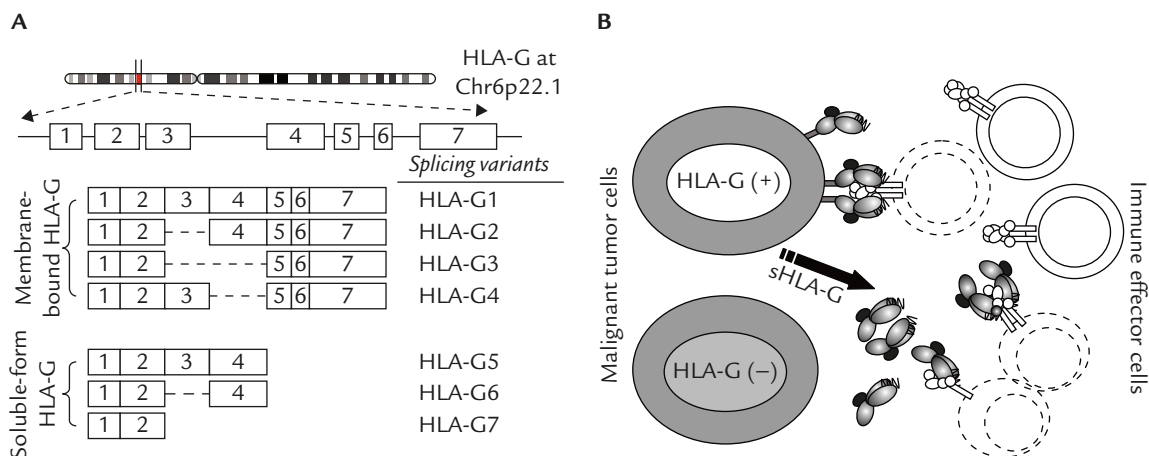 A
HLA-G at
Chr6p22.1
1 2 3 4 5 6 7
Splicing variants
Membrane-
bound HLA-G
1 2 3 4 5 6 7 HLA-G1
1 2 4 5 6 7 HLA-G2
1 2 5 6 7 HLA-G3
1 2 3 5 6 7 HLA-G4
Soluble-form
HLA-G
1 2 3 4 HLA-G5
1 2 4 HLA-G6
1 2 HLA-G7
B
Malignant tumor cells
HLA-G (+)
sHLA-G
HLA-G (−)
Immune effector cells